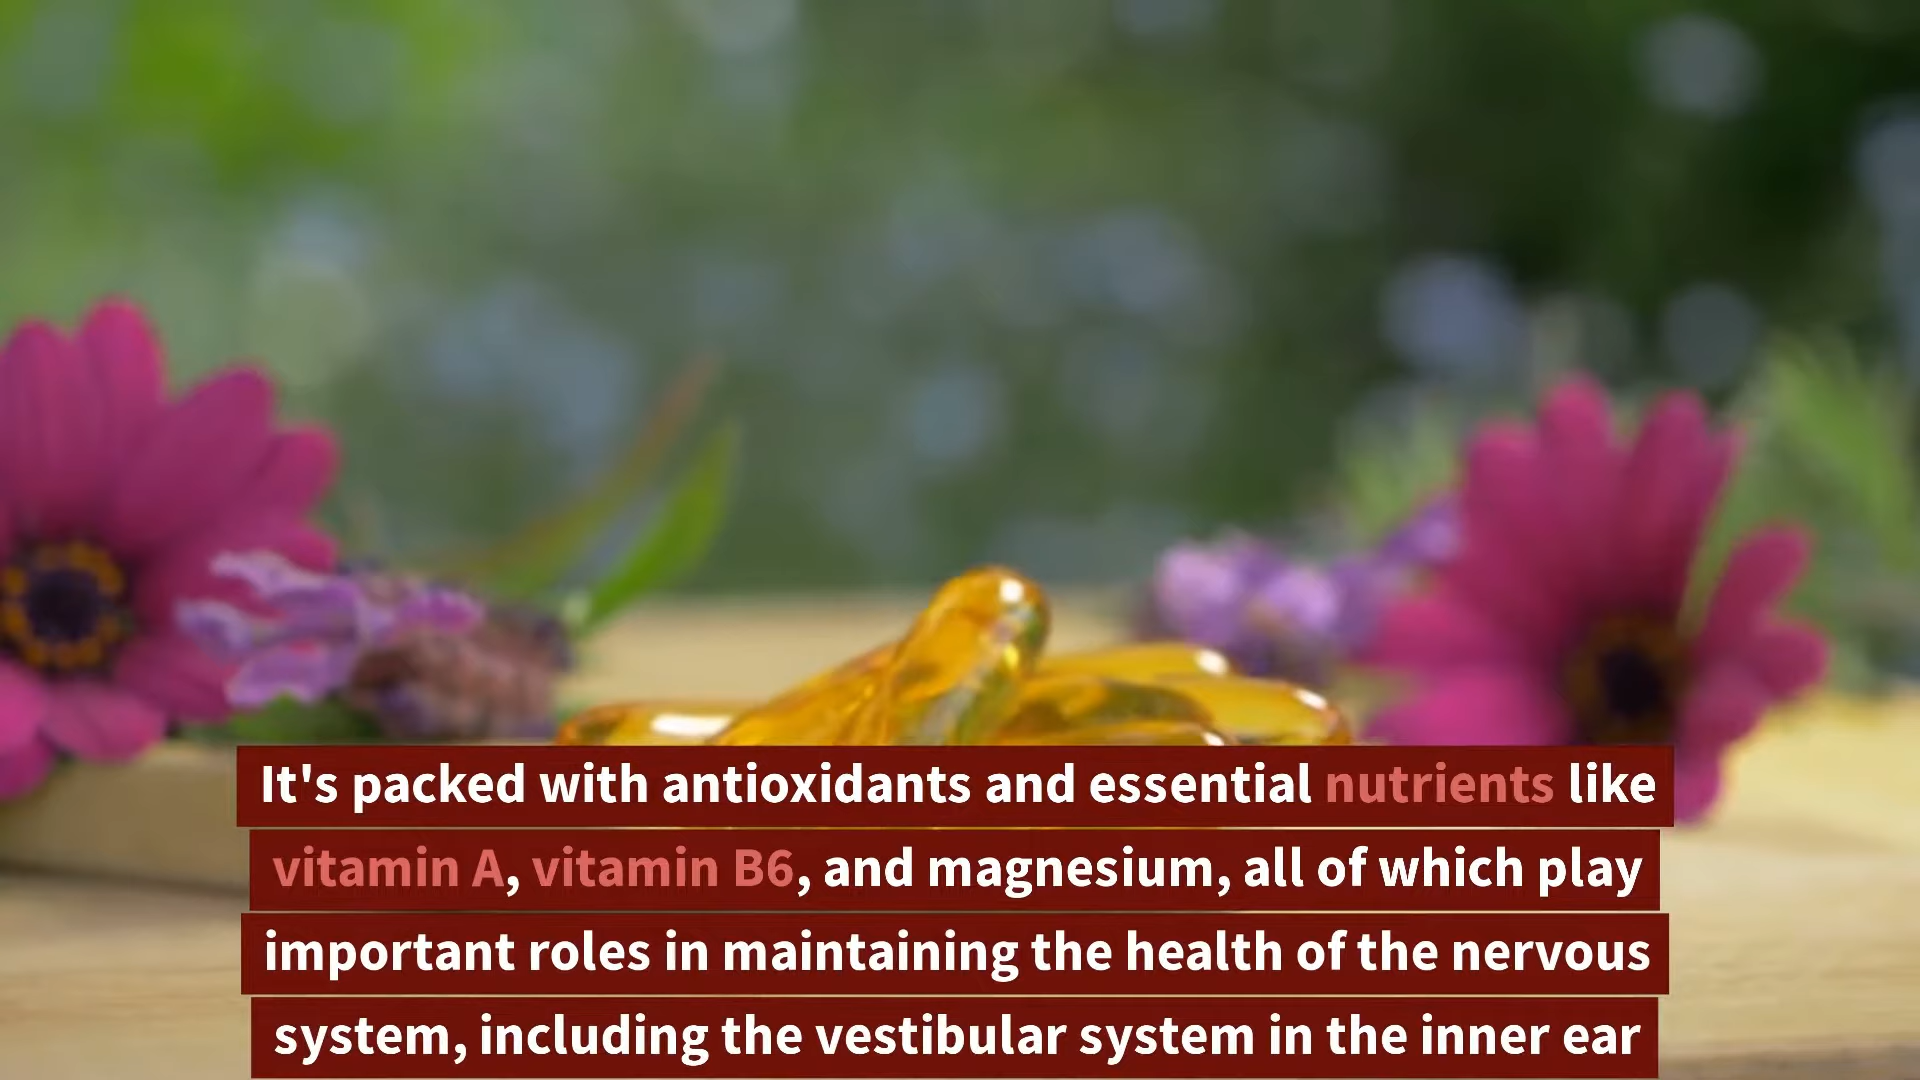 It's packed with antioxidants and essential nutrients like
vitamin A, vitamin B6, and magnesium, all of which play
important roles in maintaining the health of the nervous
system, including the vestibular system in the inner ear